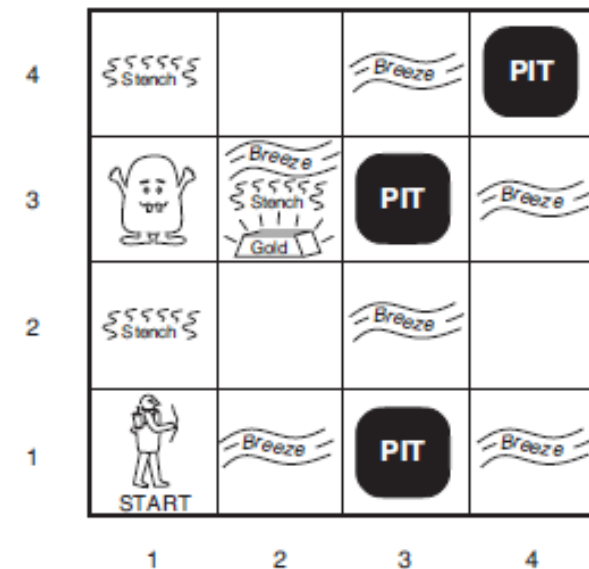 4
Stench
Breeze
PIT
3
Breeze
Stench
Gold
PIT
Breeze
2
Stench
Breeze
1
START
Breeze
PIT
Breeze
1 2 3 4